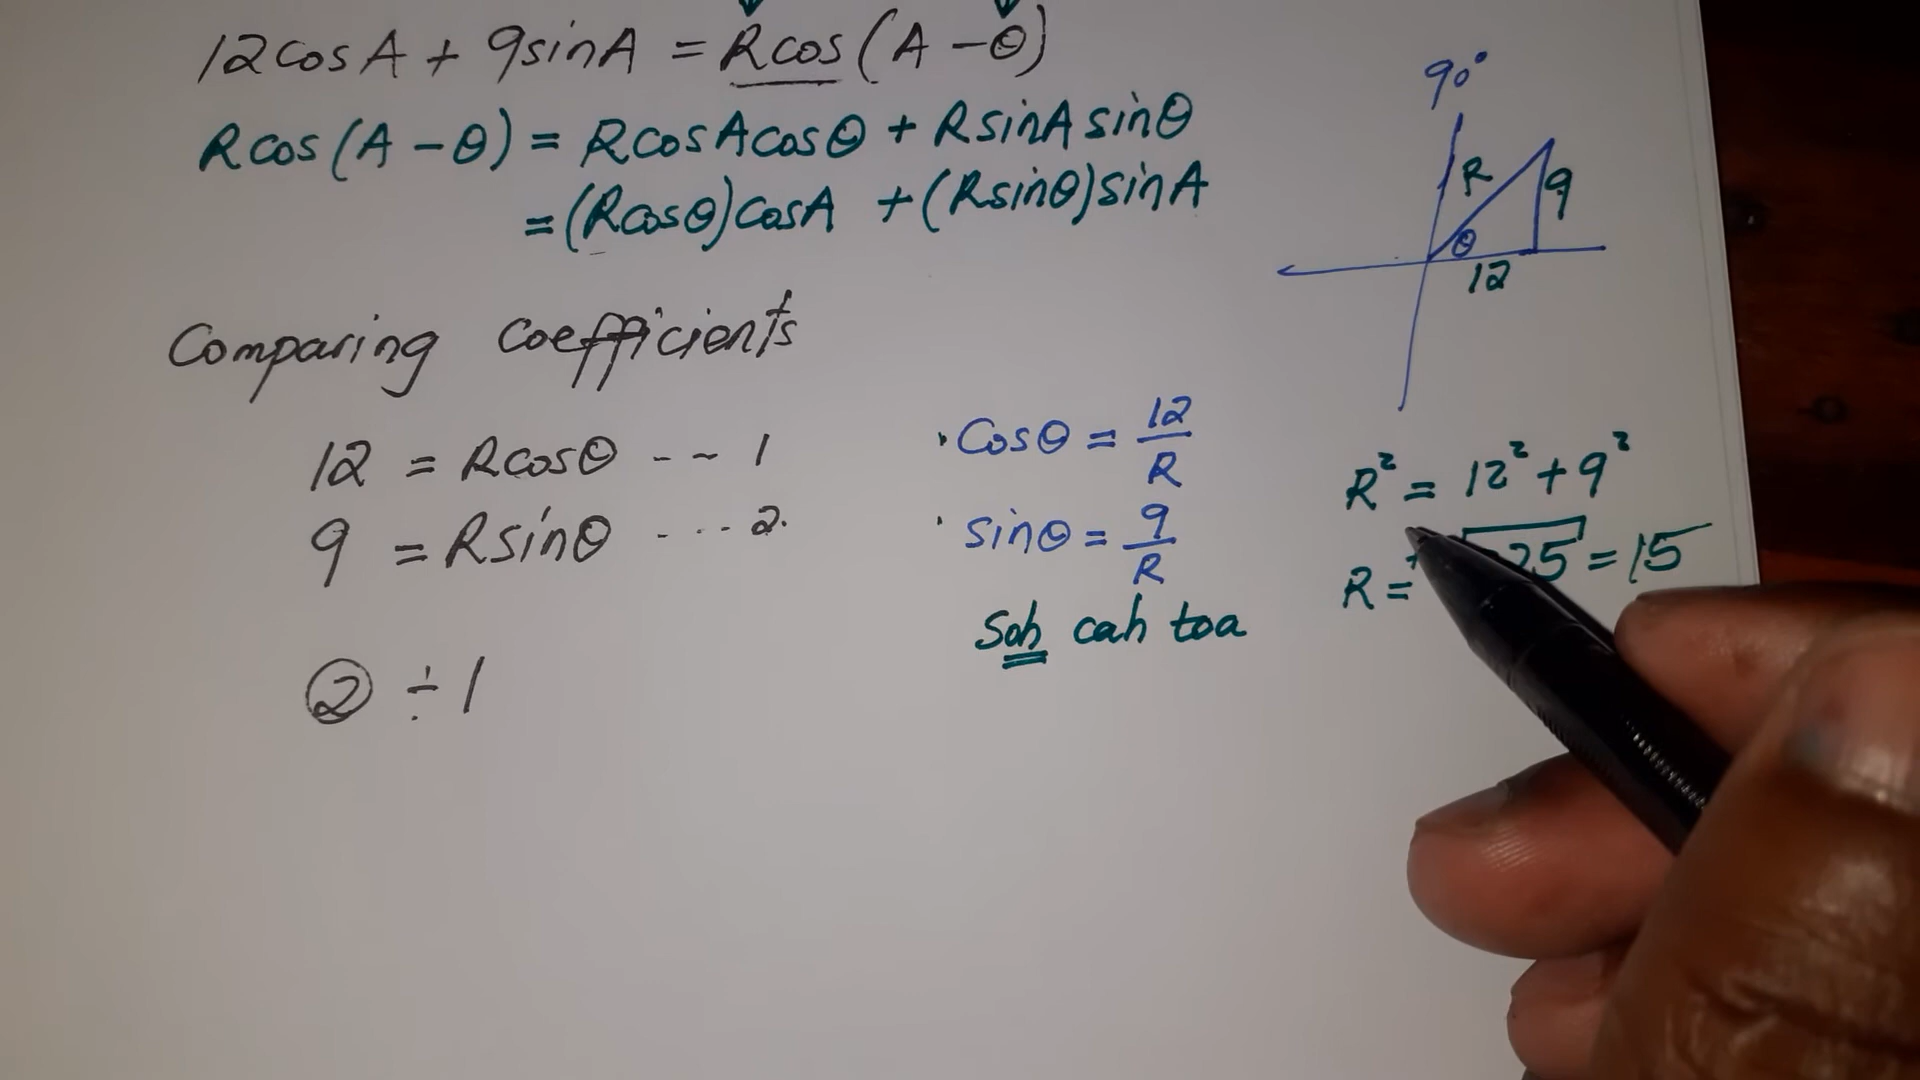 12cosA + 9sinA = Rcos(A - θ)
Rcos(A - θ) = RcosAcosθ + RsinAsinθ
= (Rcosθ)cosA + (Rsinθ)sinA
90°
R
9
θ
12
Comparing Coefficients
12 = Rcosθ -- 1
9 = Rsinθ --- 2.
② ÷ 1
Cosθ = 12/R
sinθ = 9/R
Soh cah toa
R² = 12² + 9²
R = 25 = 15